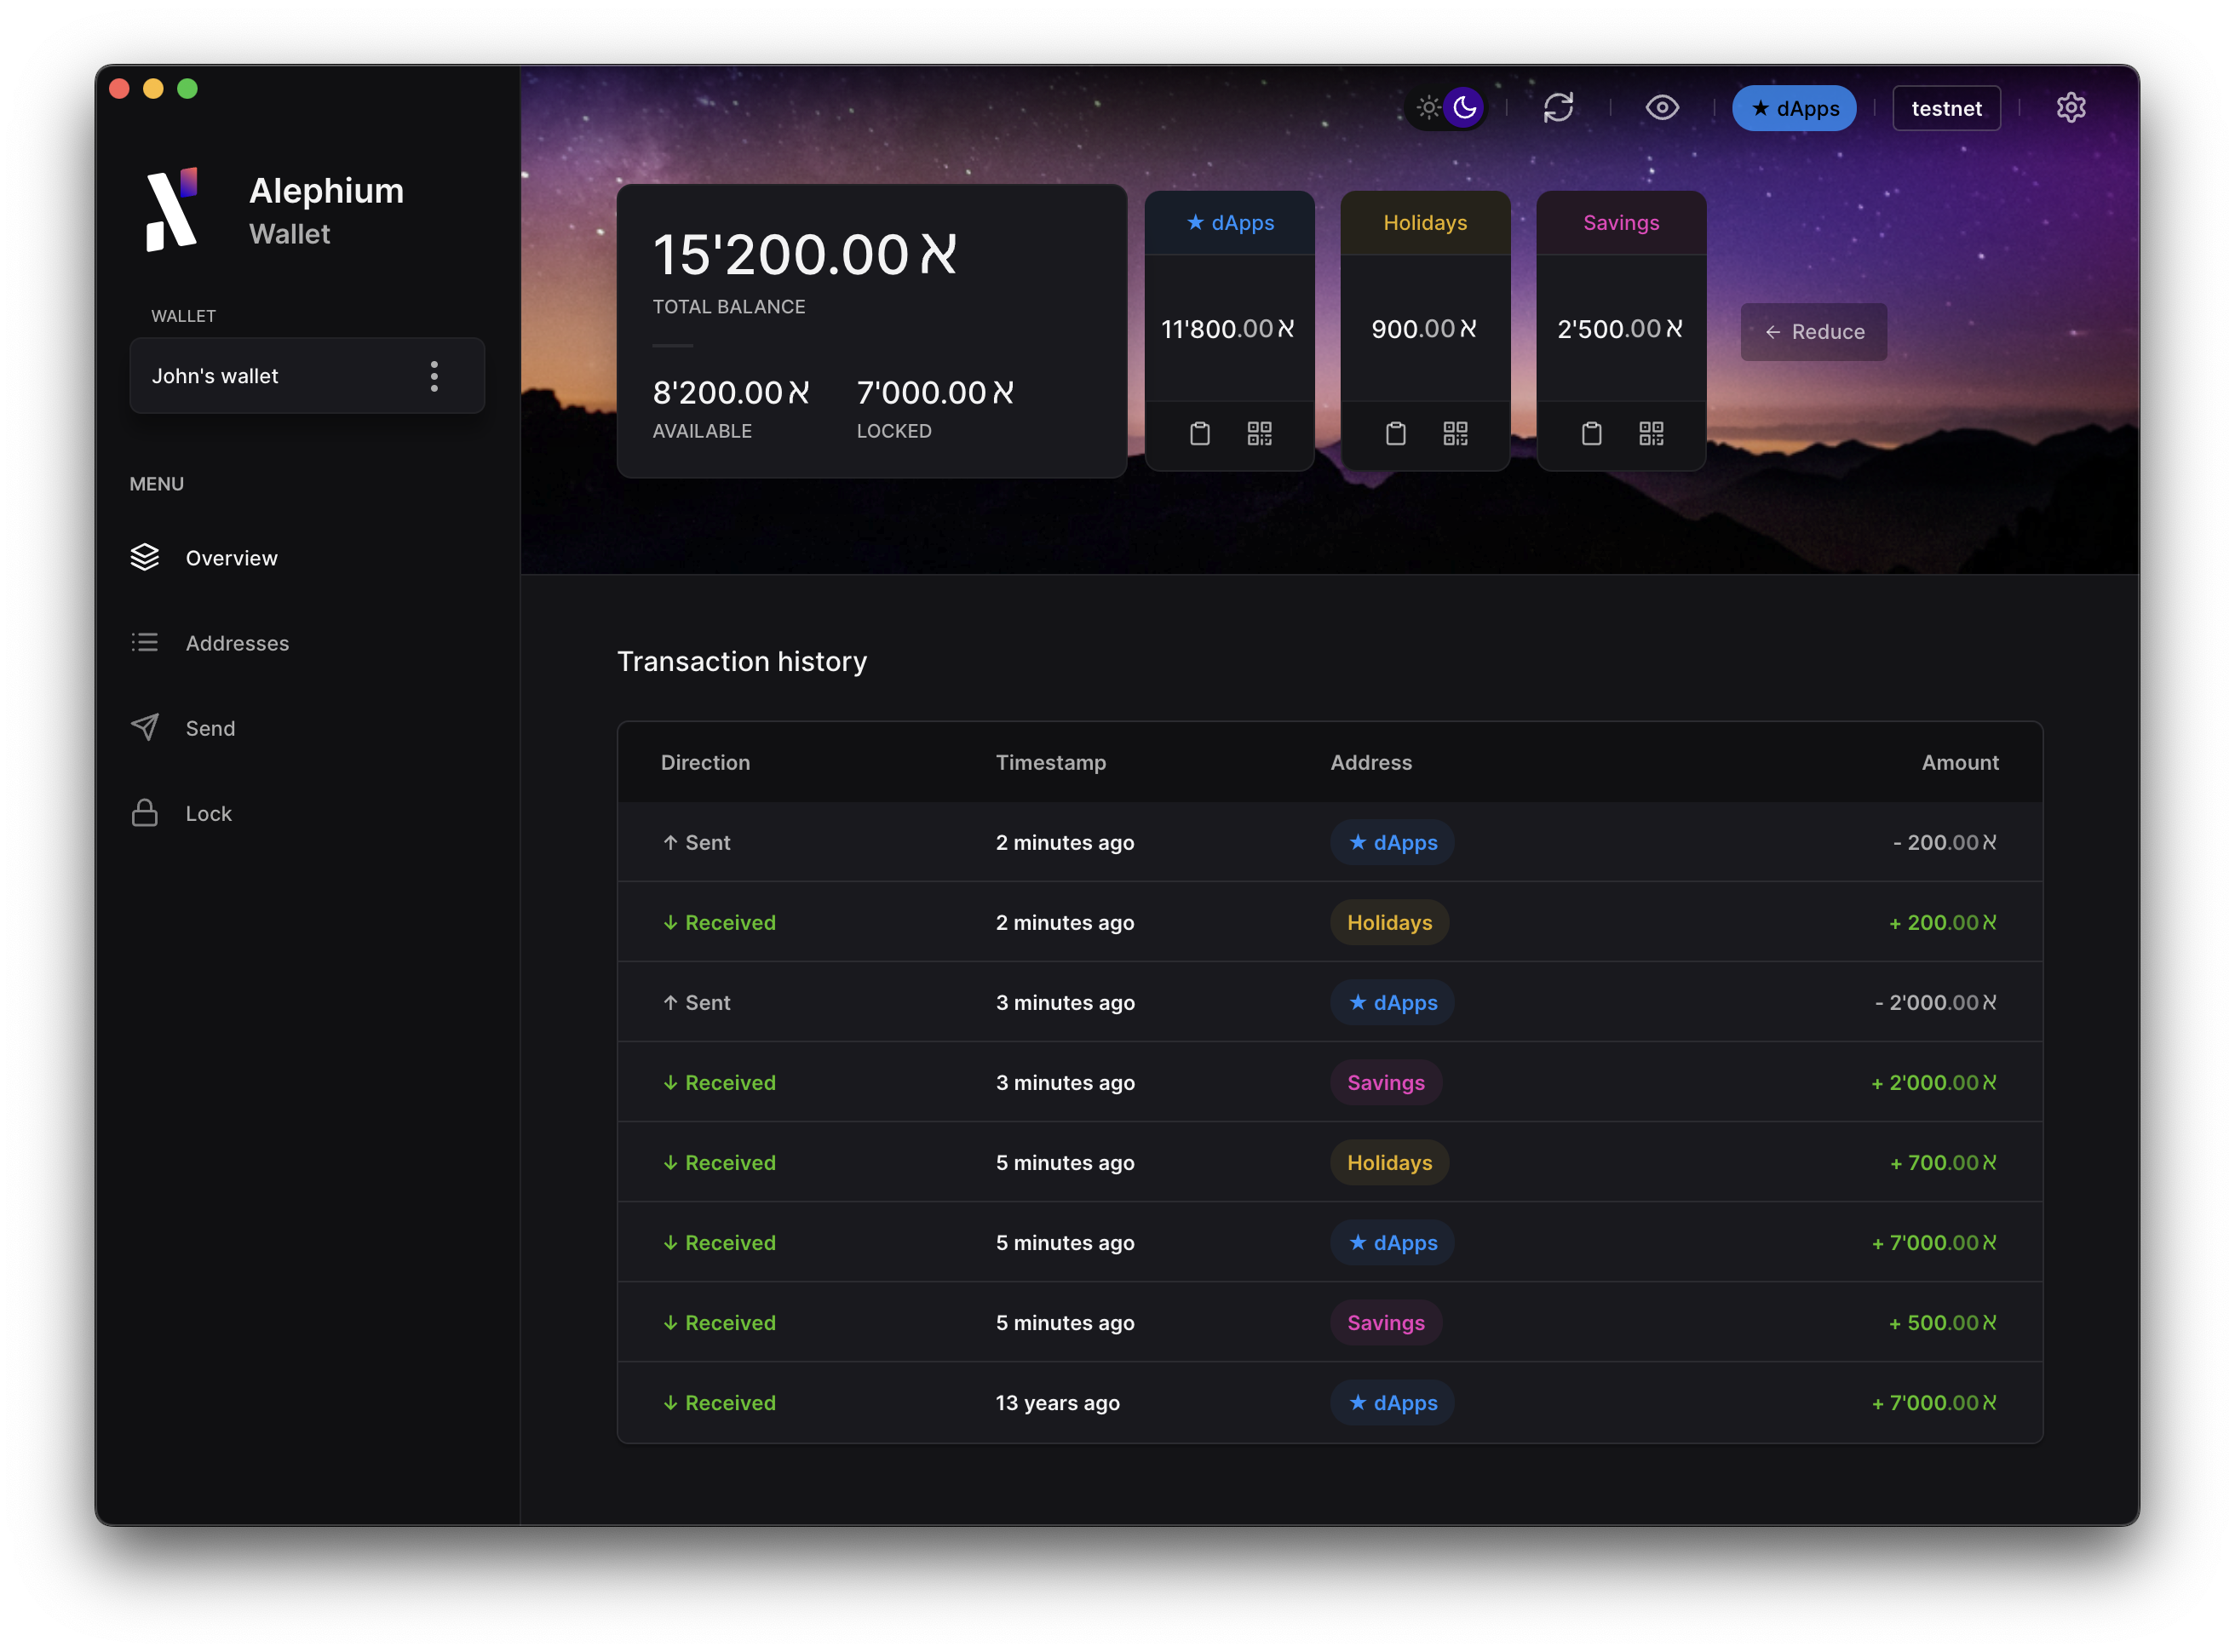 Alephium
Wallet
WALLET
John's wallet
MENU
Overview
Addresses
Send
Lock
★ dApps
testnet
15'200.00 א
TOTAL BALANCE
8'200.00 א
AVAILABLE
7'000.00 א
LOCKED
★ dApps
11'800.00 א
Holidays
900.00 א
Savings
2'500.00 א
← Reduce
Transaction history
Direction Timestamp Address Amount
↑ Sent 2 minutes ago ★ dApps - 200.00 א
↓ Received 2 minutes ago Holidays + 200.00 א
↑ Sent 3 minutes ago ★ dApps - 2'000.00 א
↓ Received 3 minutes ago Savings + 2'000.00 א
↓ Received 5 minutes ago Holidays + 700.00 א
↓ Received 5 minutes ago ★ dApps + 7'000.00 א
↓ Received 5 minutes ago Savings + 500.00 א
↓ Received 13 years ago ★ dApps + 7'000.00 א